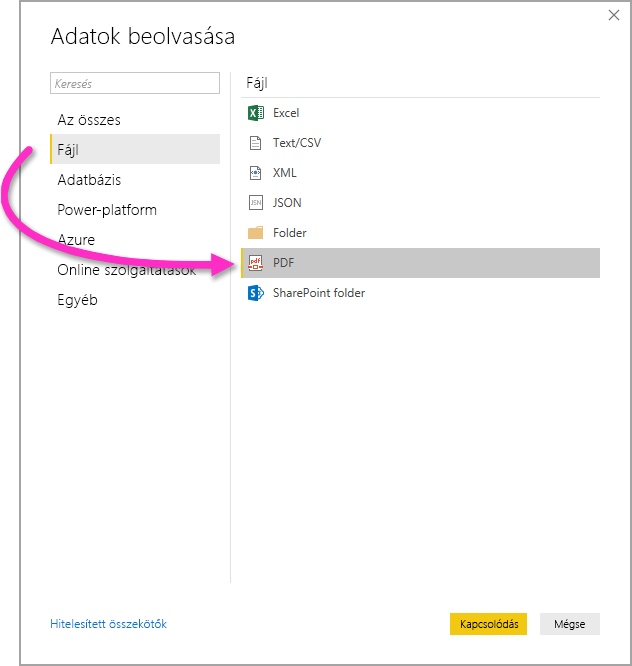 Adatok beolvasása
Keresés
Az összes
Fájl
Adatbázis
Power-platform
Azure
Online szolgáltatások
Egyéb
Fájl
Excel
Text/CSV
XML
JSON
Folder
PDF
SharePoint folder
Hitelesített összekötők
Kapcsolódás
Mégse